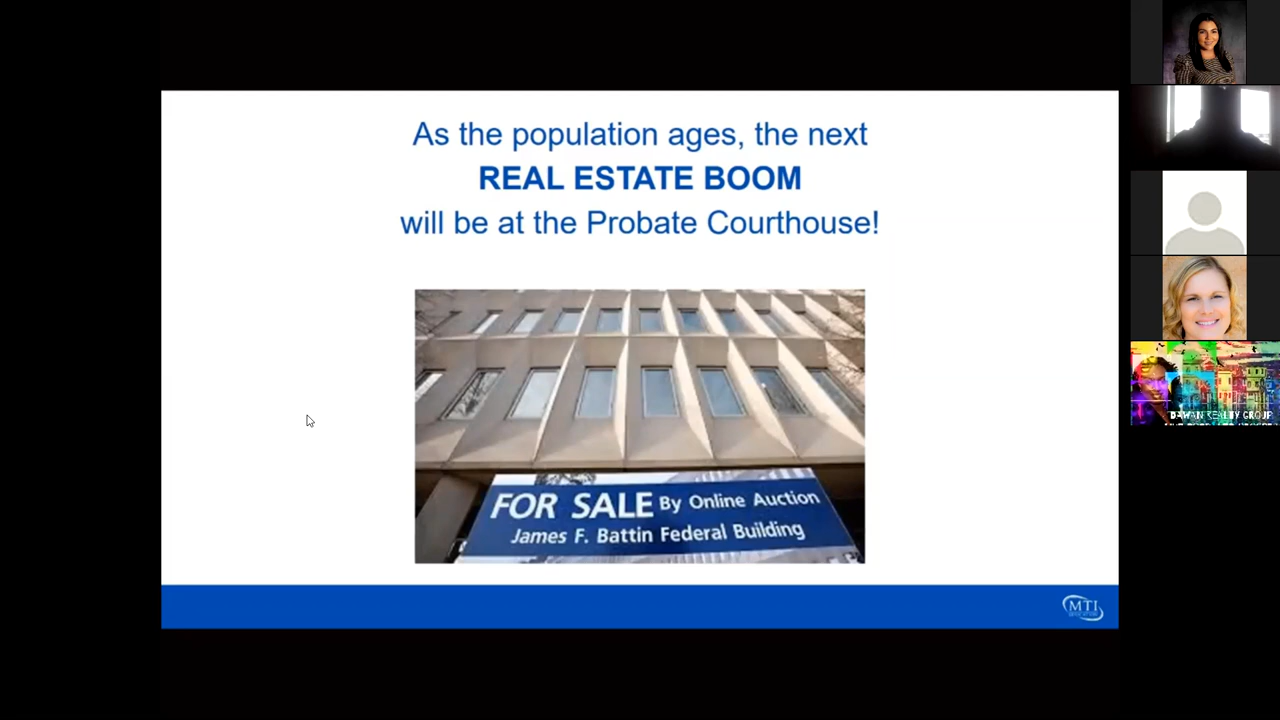 As the population ages, the next
REAL ESTATE BOOM
will be at the Probate Courthouse!
FOR SALE By Online Auction
James F. Battin Federal Building
MTI
DAWAN REALTY GROUP